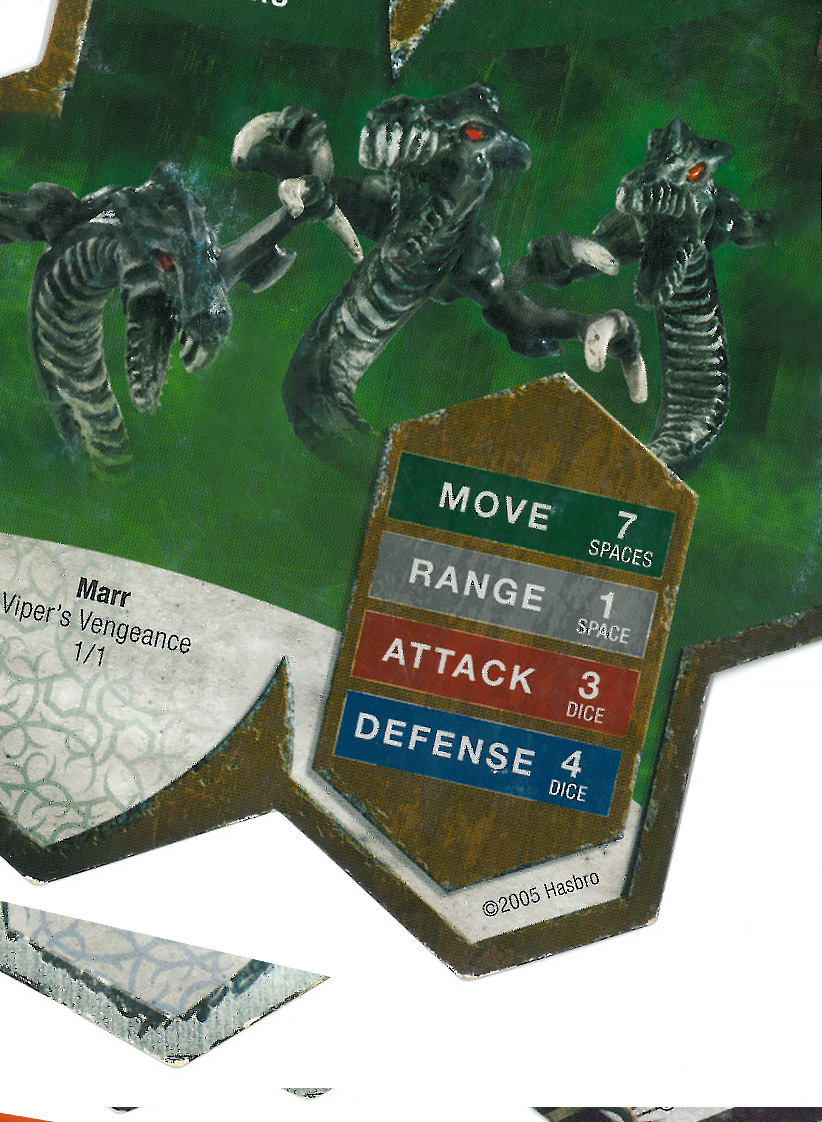 Marr
Viper's Vengeance
1/1
MOVE 7
SPACES
RANGE 1
SPACE
ATTACK 3
DICE
DEFENSE 4
DICE
©2005 Hasbro